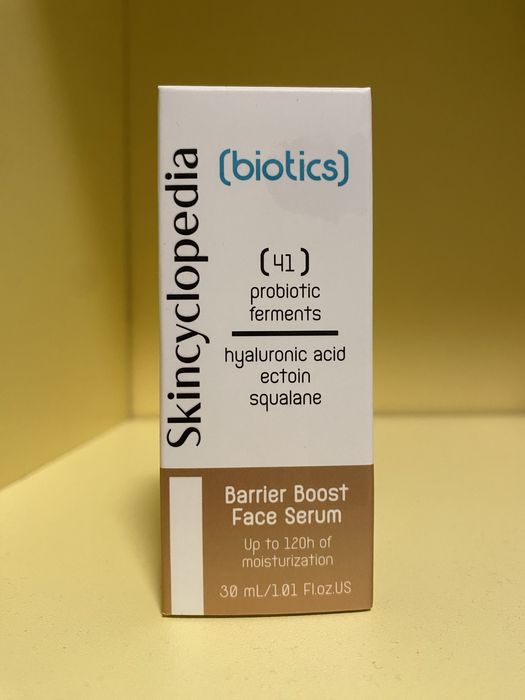 Skincyclopedia
(biotics)
(41)
probiotic
ferments
hyaluronic acid
ectoin
squalane
Barrier Boost
Face Serum
Up to 120h of
moisturization
30 mL/1.01 Fl.oz.US